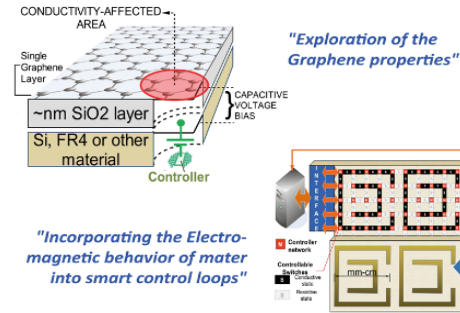 CONDUCTIVITY-AFFECTED
AREA
Single
Graphene
Layer
~nm SiO2 layer
Si, FR4 or other
material
CAPACITIVE
VOLTAGE
BIAS
Controller
"Exploration of the
Graphene properties"
"Incorporating the Electro-
magnetic behavior of mater
into smart control loops"
INTERFACE
Controller
network
Controllable
Switches
S Conductive
state
S Resistive
state
mm-cm